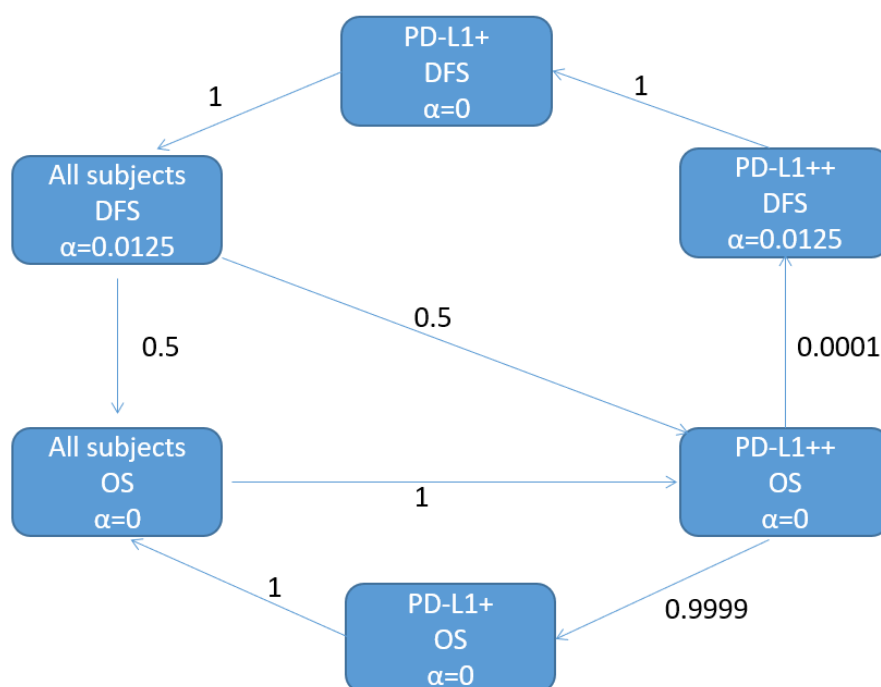 PD-L1+
DFS
α=0
1
1
All subjects
DFS
α=0.0125
PD-L1++
DFS
α=0.0125
0.5
0.5
0.0001
All subjects
OS
α=0
PD-L1++
OS
α=0
1
1
0.9999
PD-L1+
OS
α=0